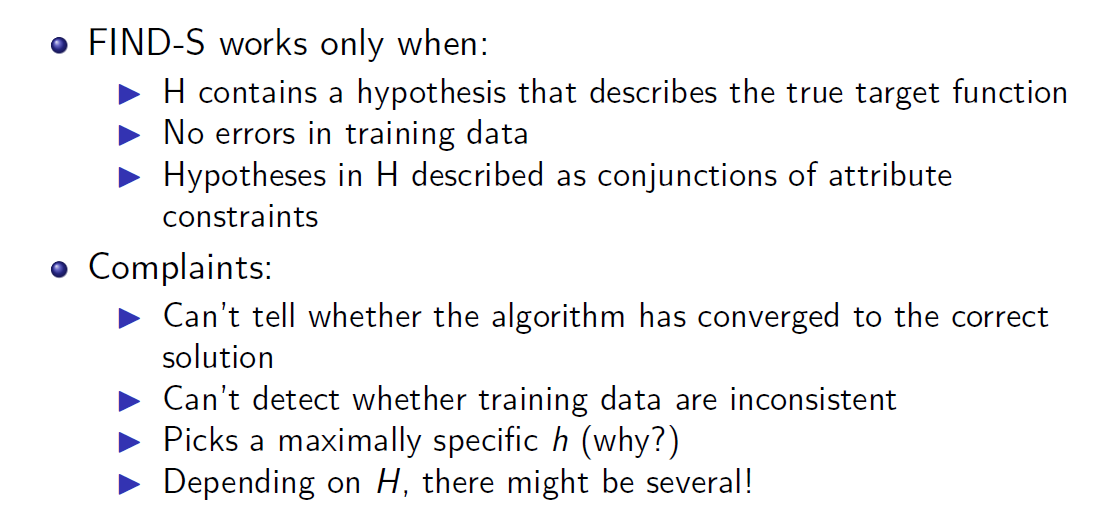 FIND-S works only when:
H contains a hypothesis that describes the true target function
No errors in training data
Hypotheses in H described as conjunctions of attribute
constraints
Complaints:
Can't tell whether the algorithm has converged to the correct
solution
Can't detect whether training data are inconsistent
Picks a maximally specific h (why?)
Depending on H, there might be several!